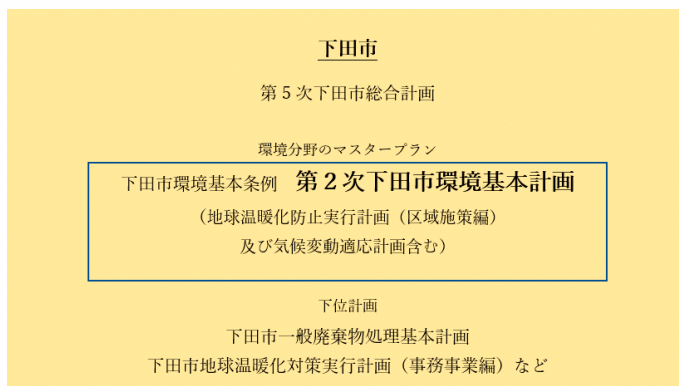 下田市
第5次下田市総合計画
環境分野のマスタープラン
下田市環境基本条例 第2次下田市環境基本計画
（地球温暖化防止実行計画（区域施策編）
及び気候変動適応計画含む）
下位計画
下田市一般廃棄物処理基本計画
下田市地球温暖化対策実行計画（事務事業編）など